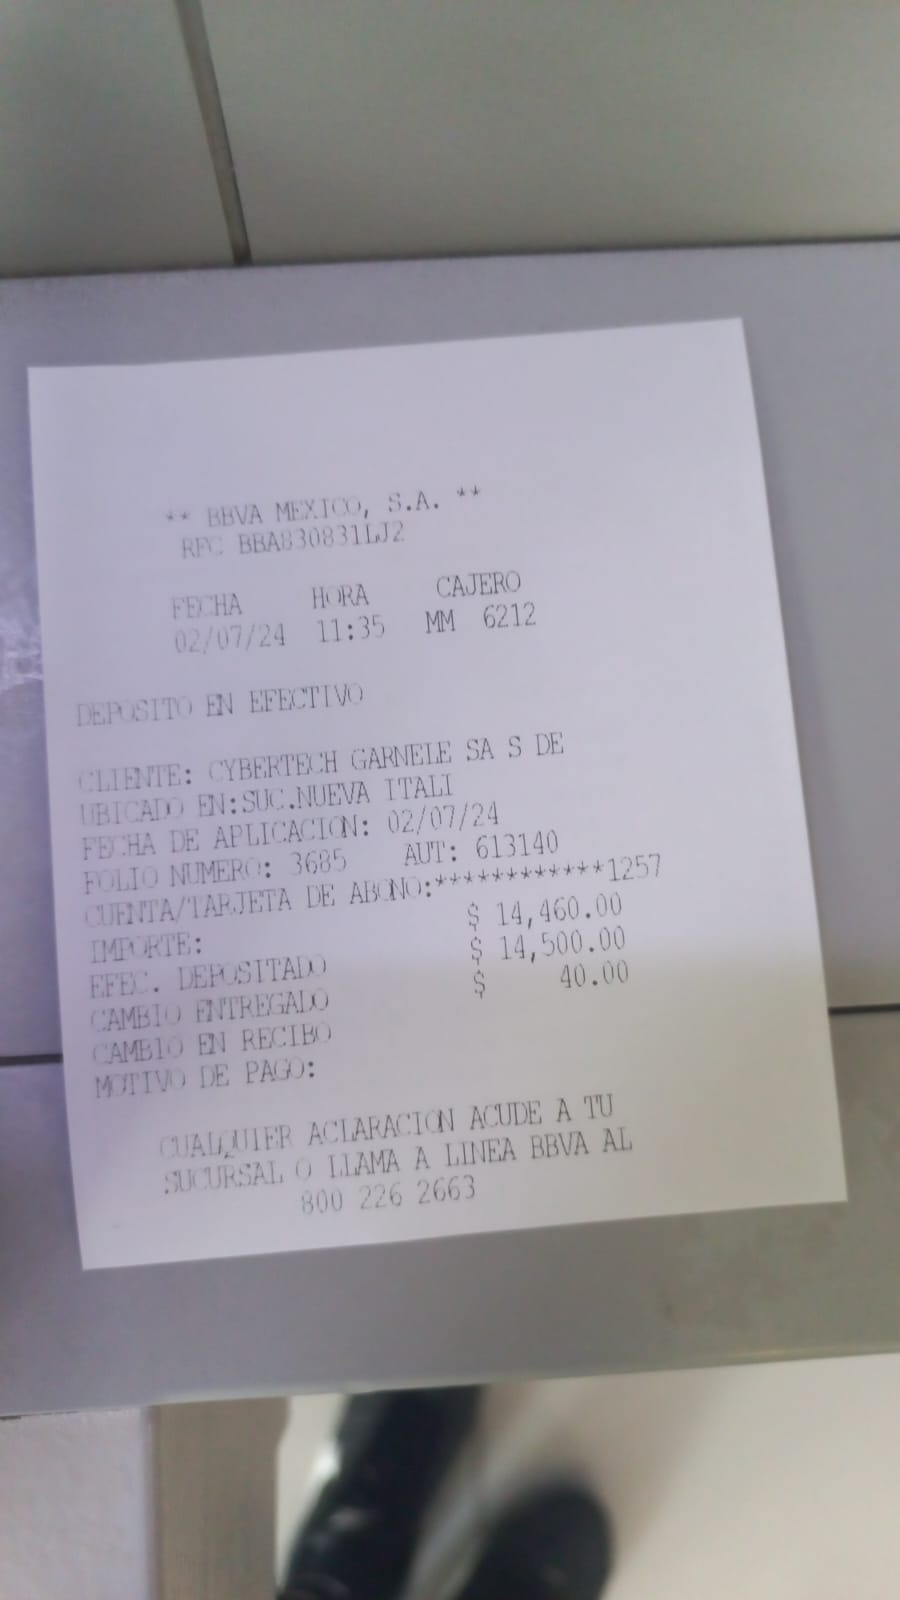 ** BBVA MEXICO, S.A. **
RFC BBA830831LJ2
FECHA HORA CAJERO
02/07/24 11:35 MM 6212
DEPOSITO EN EFECTIVO
CLIENTE: CYBERTECH GARNELE SA S DE
UBICADO EN:SUC.NUEVA ITALI
FECHA DE APLICACION: 02/07/24
FOLIO NUMERO: 3685 AUT: 613140
CUENTA/TARJETA DE ABONO:************1257
IMPORTE: $ 14,460.00
EFEC. DEPOSITADO $ 14,500.00
CAMBIO ENTREGADO $ 40.00
CAMBIO EN RECIBO
MOTIVO DE PAGO:
CUALQUIER ACLARACION ACUDE A TU
SUCURSAL O LLAMA A LINEA BBVA AL
800 226 2663